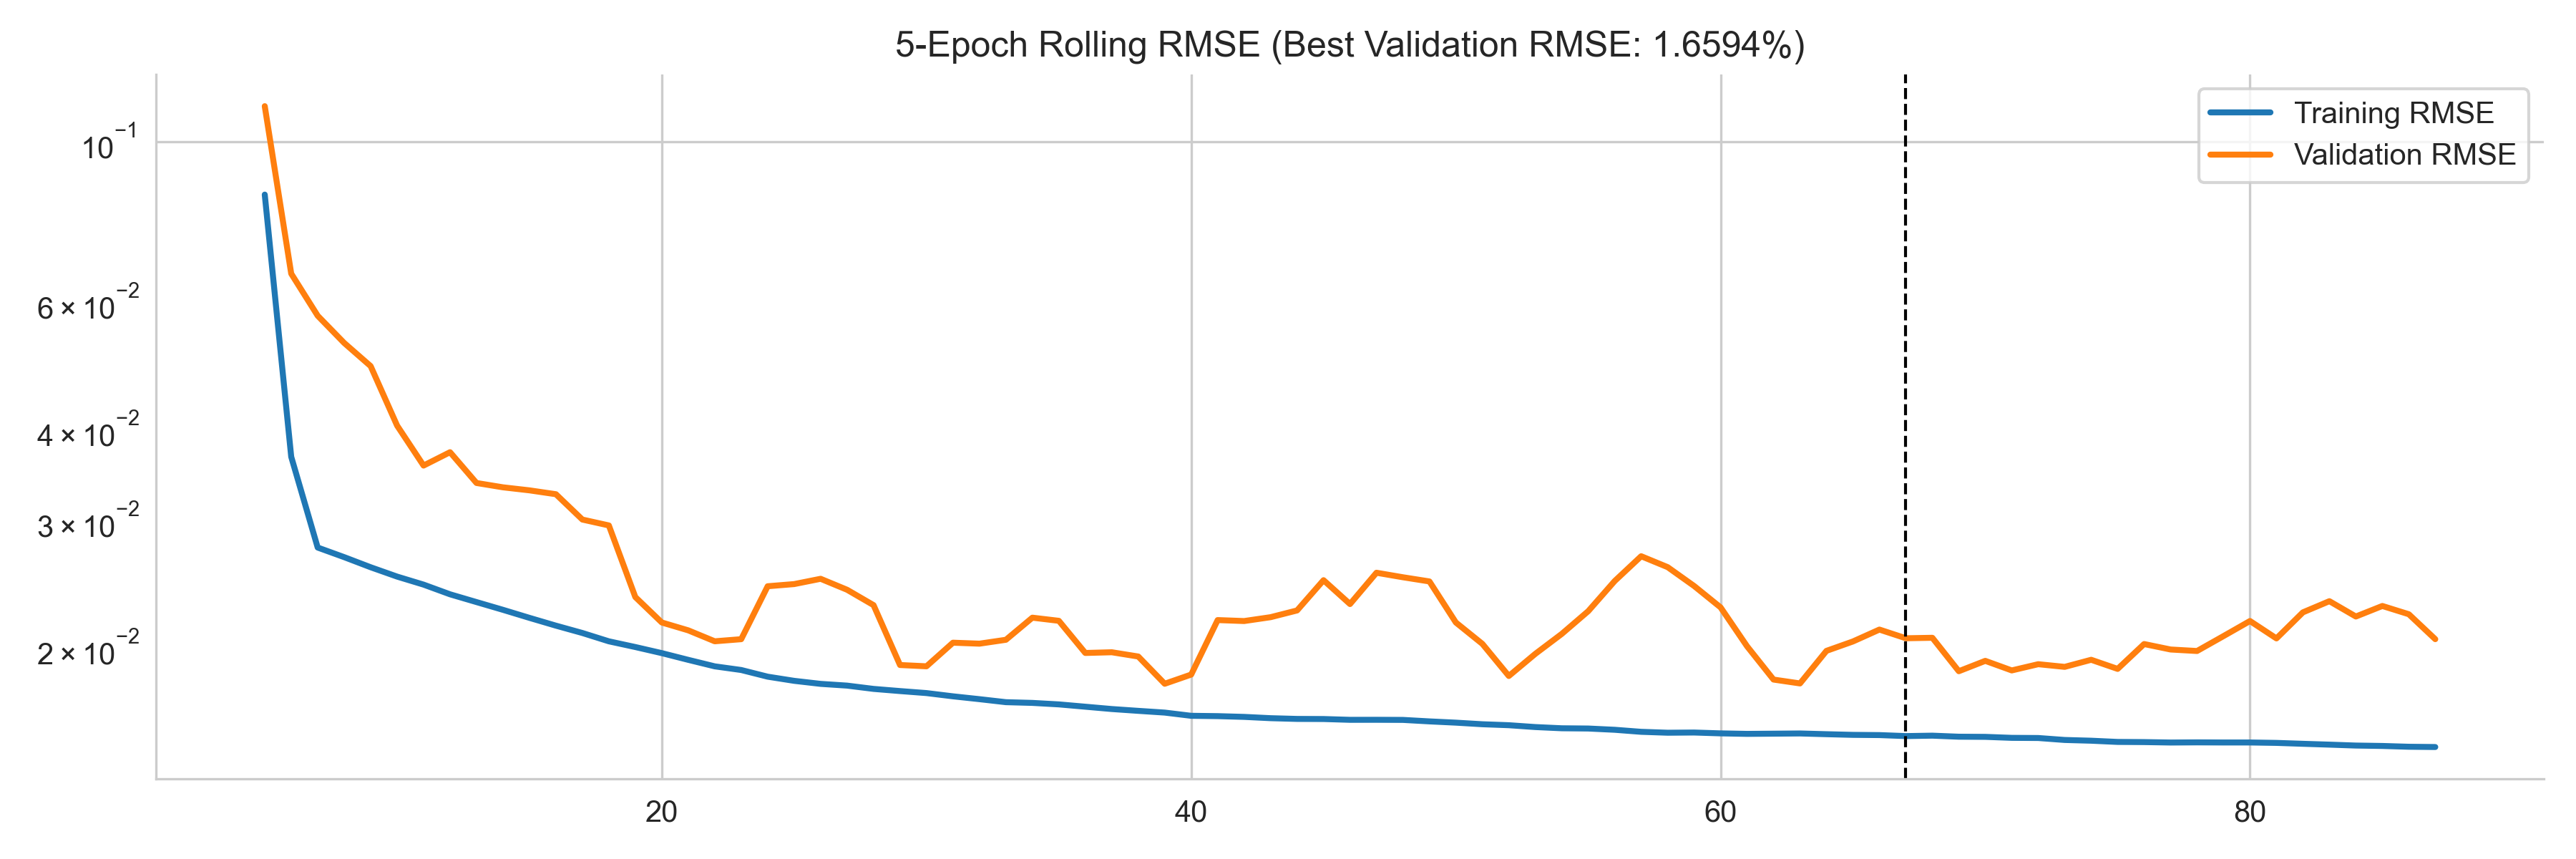 5-Epoch Rolling RMSE (Best Validation RMSE: 1.6594%)
Training RMSE
Validation RMSE
10⁻¹
6 × 10⁻²
4 × 10⁻²
3 × 10⁻²
2 × 10⁻²
20 40 60 80